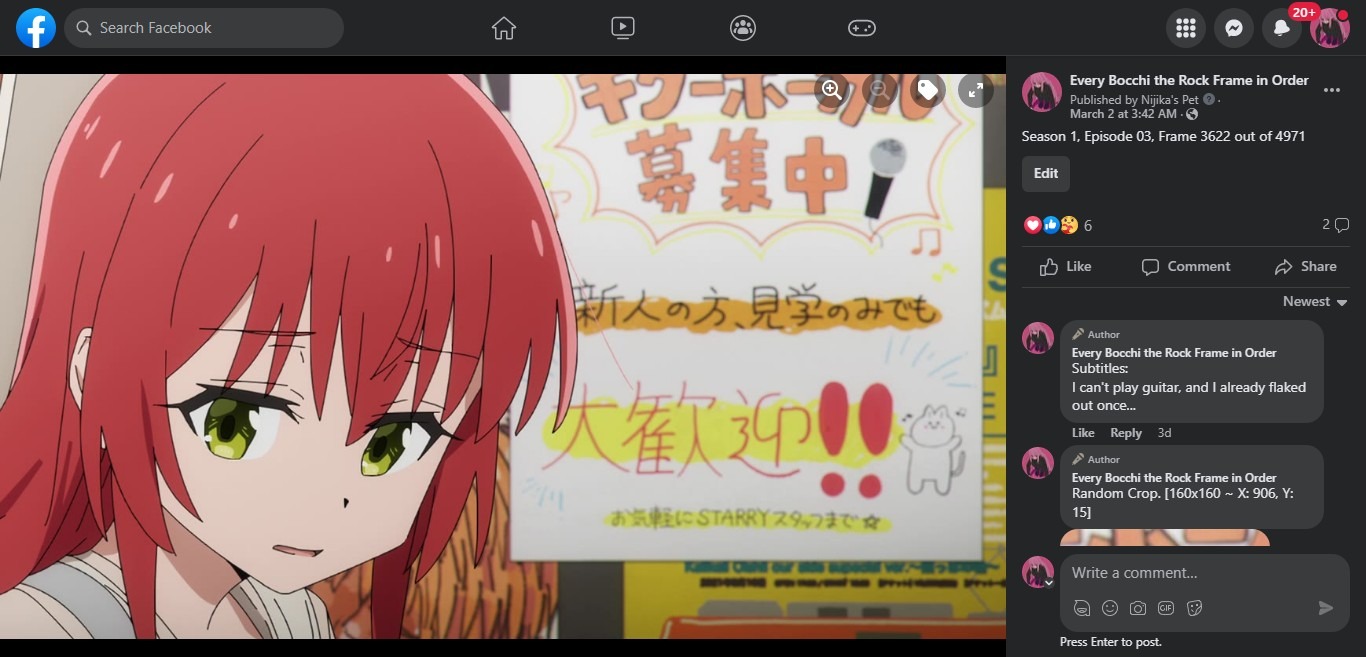 Search Facebook
20+
ギターボーカル
募集中
新人の方、見学のみでも
大歓迎!!
お気軽にSTARRYスタッフまで☆
Every Bocchi the Rock Frame in Order
Published by Nijika's Pet ·
March 2 at 3:42 AM ·
Season 1, Episode 03, Frame 3622 out of 4971
Edit
6
2
Like
Comment
Share
Newest
Author
Every Bocchi the Rock Frame in Order
Subtitles:
I can't play guitar, and I already flaked
out once...
Like Reply 3d
Author
Every Bocchi the Rock Frame in Order
Random Crop. [160x160 ~ X: 906, Y:
15]
Write a comment...
GIF
Press Enter to post.